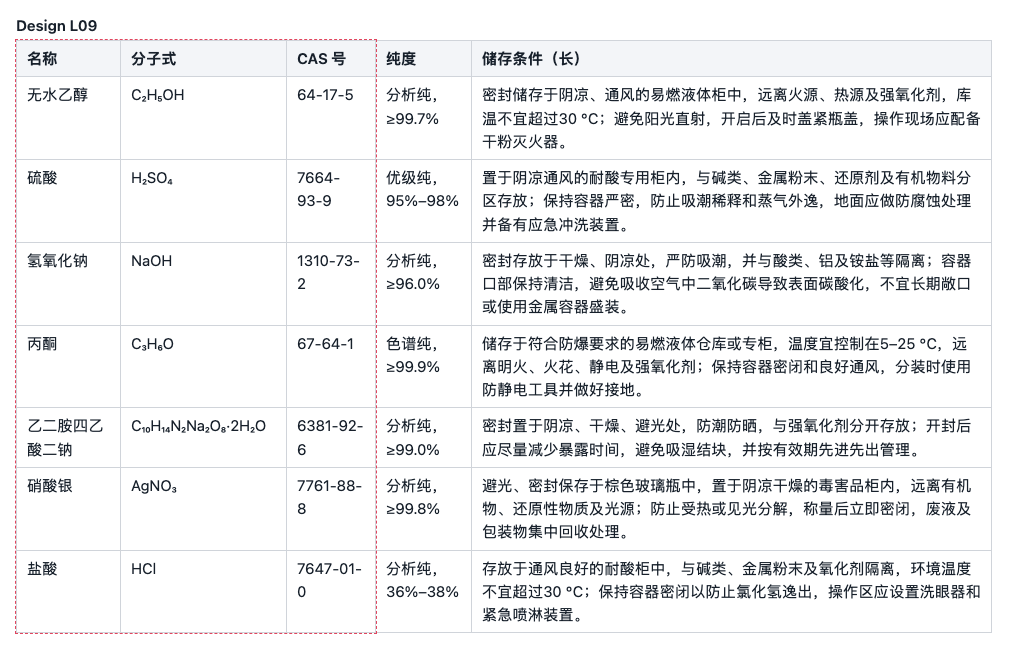 Design L09
名称 分子式 CAS 号 纯度 储存条件（长）
无水乙醇 C₂H₅OH 64-17-5 分析纯， 密封储存于阴凉、通风的易燃液体柜中，远离火源、热源及强氧化剂，库
≥99.7% 温不宜超过30 °C；避免阳光直射，开启后及时盖紧瓶盖，操作现场应配备
干粉灭火器。
硫酸 H₂SO₄ 7664- 优级纯， 置于阴凉通风的耐酸专用柜内，与碱类、金属粉末、还原剂及有机物料分
93-9 95%–98% 区存放；保持容器严密，防止吸潮稀释和蒸气外逸，地面应做防腐蚀处理
并备有应急冲洗装置。
氢氧化钠 NaOH 1310-73- 分析纯， 密封存放于干燥、阴凉处，严防吸潮，并与酸类、铝及铵盐等隔离；容器
2 ≥96.0% 口部保持清洁，避免吸收空气中二氧化碳导致表面碳酸化，不宜长期敞口
或使用金属容器盛装。
丙酮 C₃H₆O 67-64-1 色谱纯， 储存于符合防爆要求的易燃液体仓库或专柜，温度宜控制在5–25 °C，远
≥99.9% 离明火、火花、静电及强氧化剂；保持容器密闭和良好通风，分装时使用
防静电工具并做好接地。
乙二胺四乙 C₁₀H₁₄N₂Na₂O₈·2H₂O 6381-92- 分析纯， 密封置于阴凉、干燥、避光处，防潮防晒，与强氧化剂分开存放；开封后
酸二钠 6 ≥99.0% 应尽量减少暴露时间，避免吸湿结块，并按有效期先进先出管理。
硝酸银 AgNO₃ 7761-88- 分析纯， 避光、密封保存于棕色玻璃瓶中，置于阴凉干燥的毒害品柜内，远离有机
8 ≥99.8% 物、还原性物质及光源；防止受热或见光分解，称量后立即密闭，废液及
包装物集中回收处理。
盐酸 HCl 7647-01- 分析纯， 存放于通风良好的耐酸柜中，与碱类、金属粉末及氧化剂隔离，环境温度
0 36%–38% 不宜超过30 °C；保持容器密闭以防止氯化氢逸出，操作区应设置洗眼器和
紧急喷淋装置。